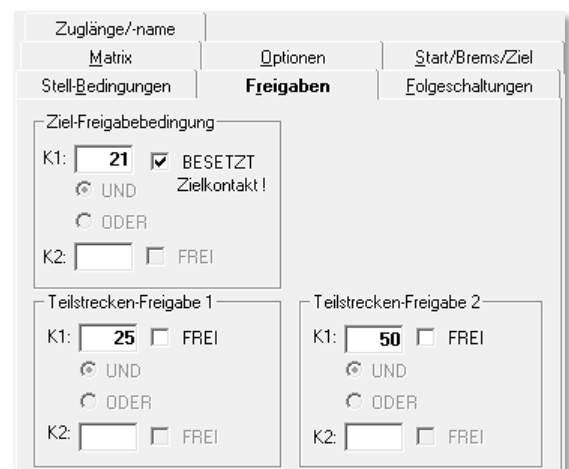 Zuglänge/-name
Matrix Optionen Start/Brems/Ziel
Stell-Bedingungen Freigaben Folgeschaltungen
Ziel-Freigabebedingung
K1: 21 BESETZT
Zielkontakt !
UND
ODER
K2: FREI
Teilstrecken-Freigabe 1
K1: 25 FREI
UND
ODER
K2: FREI
Teilstrecken-Freigabe 2
K1: 50 FREI
UND
ODER
K2: FREI